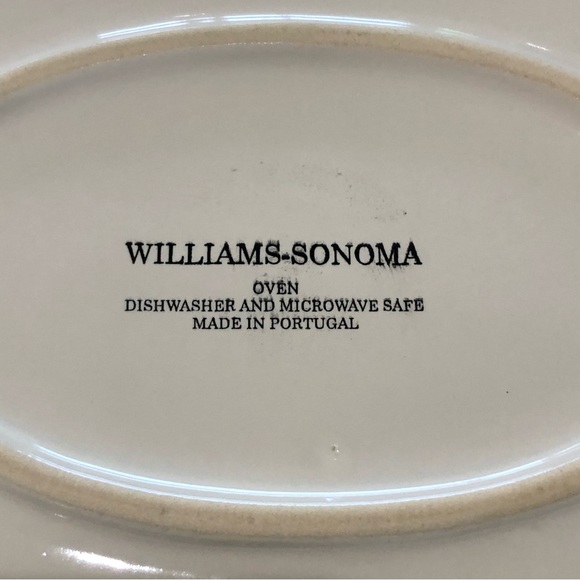 WILLIAMS-SONOMA
OVEN
DISHWASHER AND MICROWAVE SAFE
MADE IN PORTUGAL